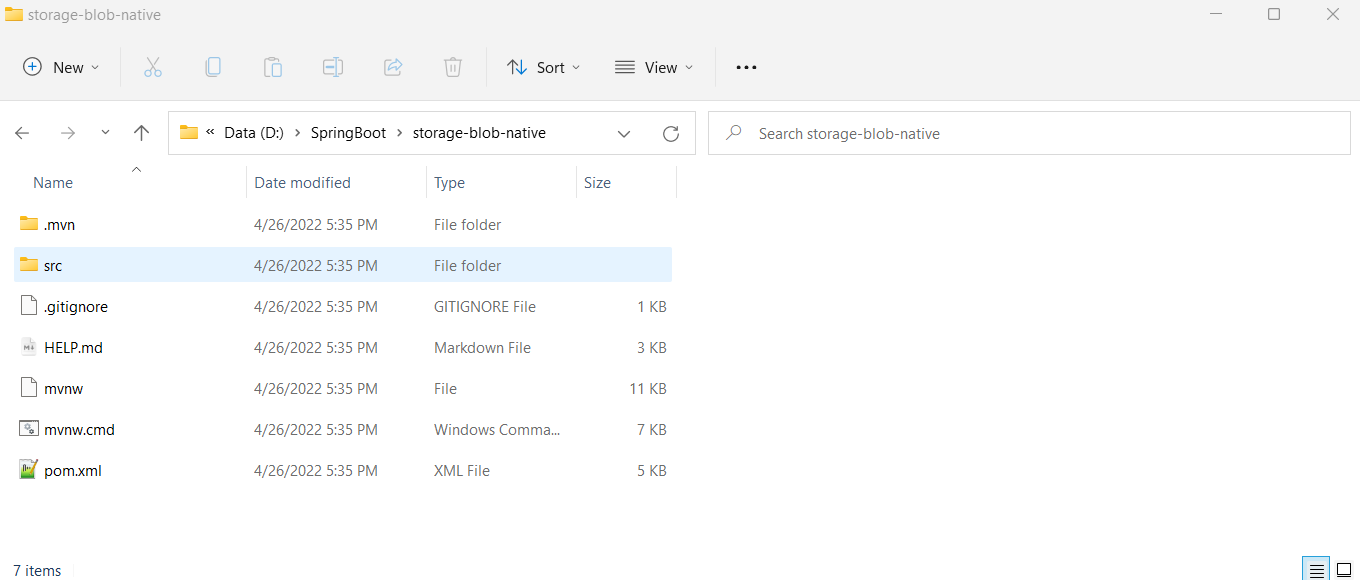 storage-blob-native
New Sort View
« Data (D:) > SpringBoot > storage-blob-native Search storage-blob-native
Name Date modified Type Size
.mvn 4/26/2022 5:35 PM File folder
src 4/26/2022 5:35 PM File folder
.gitignore 4/26/2022 5:35 PM GITIGNORE File 1 KB
HELP.md 4/26/2022 5:35 PM Markdown File 3 KB
mvnw 4/26/2022 5:35 PM File 11 KB
mvnw.cmd 4/26/2022 5:35 PM Windows Comma... 7 KB
pom.xml 4/26/2022 5:35 PM XML File 5 KB
7 items